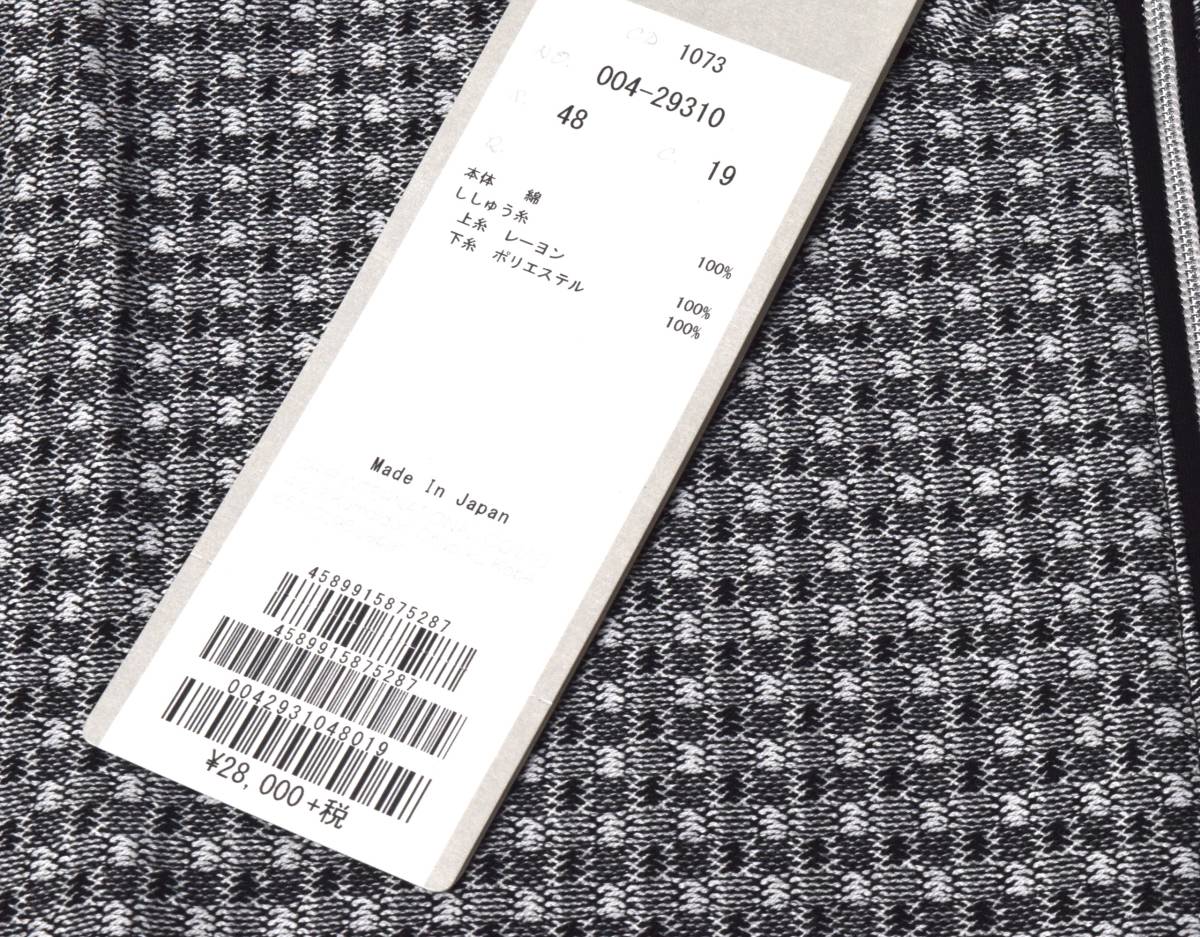 CD 1073
NO. 004-29310
48
C. 19
本体 綿 100%
ししゅう糸
上糸 レーヨン 100%
下糸 ポリエステル 100%
Made In Japan
4589915875287
4589915875287
0042931048019
¥28,000+税